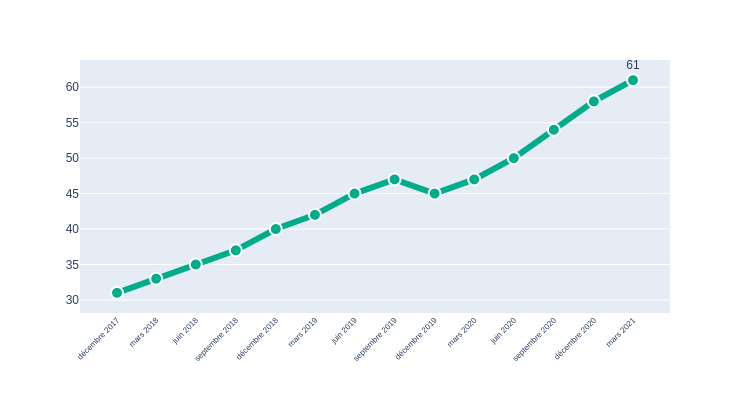 61
60
55
50
45
40
35
30
décembre 2017
mars 2018
juin 2018
septembre 2018
décembre 2018
mars 2019
juin 2019
septembre 2019
décembre 2019
mars 2020
juin 2020
septembre 2020
décembre 2020
mars 2021